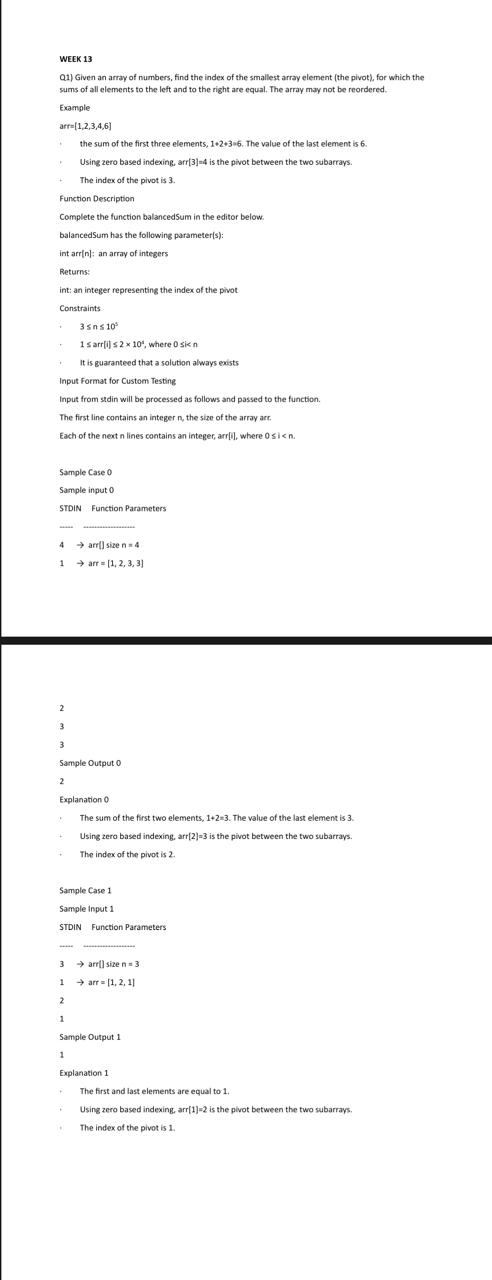 WEEK 13
Q1) Given an array of numbers, find the index of the smallest array element (the pivot), for which the
sums of all elements to the left and to the right are equal. The array may not be reordered.
Example
arr=[1,2,3,4,6]
· the sum of the first three elements, 1+2+3=6. The value of the last element is 6.
· Using zero based indexing, arr[3]=4 is the pivot between the two subarrays.
· The index of the pivot is 3.
Function Description
Complete the function balancedSum in the editor below.
balancedSum has the following parameter(s):
int arr[n]: an array of integers
Returns:
int: an integer representing the index of the pivot
Constraints
· 3 ≤ n ≤ 10⁵
· 1 ≤ arr[i] ≤ 2 × 10⁴, where 0 ≤i< n
· It is guaranteed that a solution always exists
Input Format for Custom Testing
Input from stdin will be processed as follows and passed to the function.
The first line contains an integer n, the size of the array arr.
Each of the next n lines contains an integer, arr[i], where 0 ≤ i < n.
Sample Case 0
Sample input 0
STDIN Function Parameters
----- -------------------
4 → arr[] size n = 4
1 → arr = [1, 2, 3, 3]
2
3
3
Sample Output 0
2
Explanation 0
· The sum of the first two elements, 1+2=3. The value of the last element is 3.
· Using zero based indexing, arr[2]=3 is the pivot between the two subarrays.
· The index of the pivot is 2.
Sample Case 1
Sample Input 1
STDIN Function Parameters
----- -------------------
3 → arr[] size n = 3
1 → arr = [1, 2, 1]
2
1
Sample Output 1
1
Explanation 1
· The first and last elements are equal to 1.
· Using zero based indexing, arr[1]=2 is the pivot between the two subarrays.
· The index of the pivot is 1.